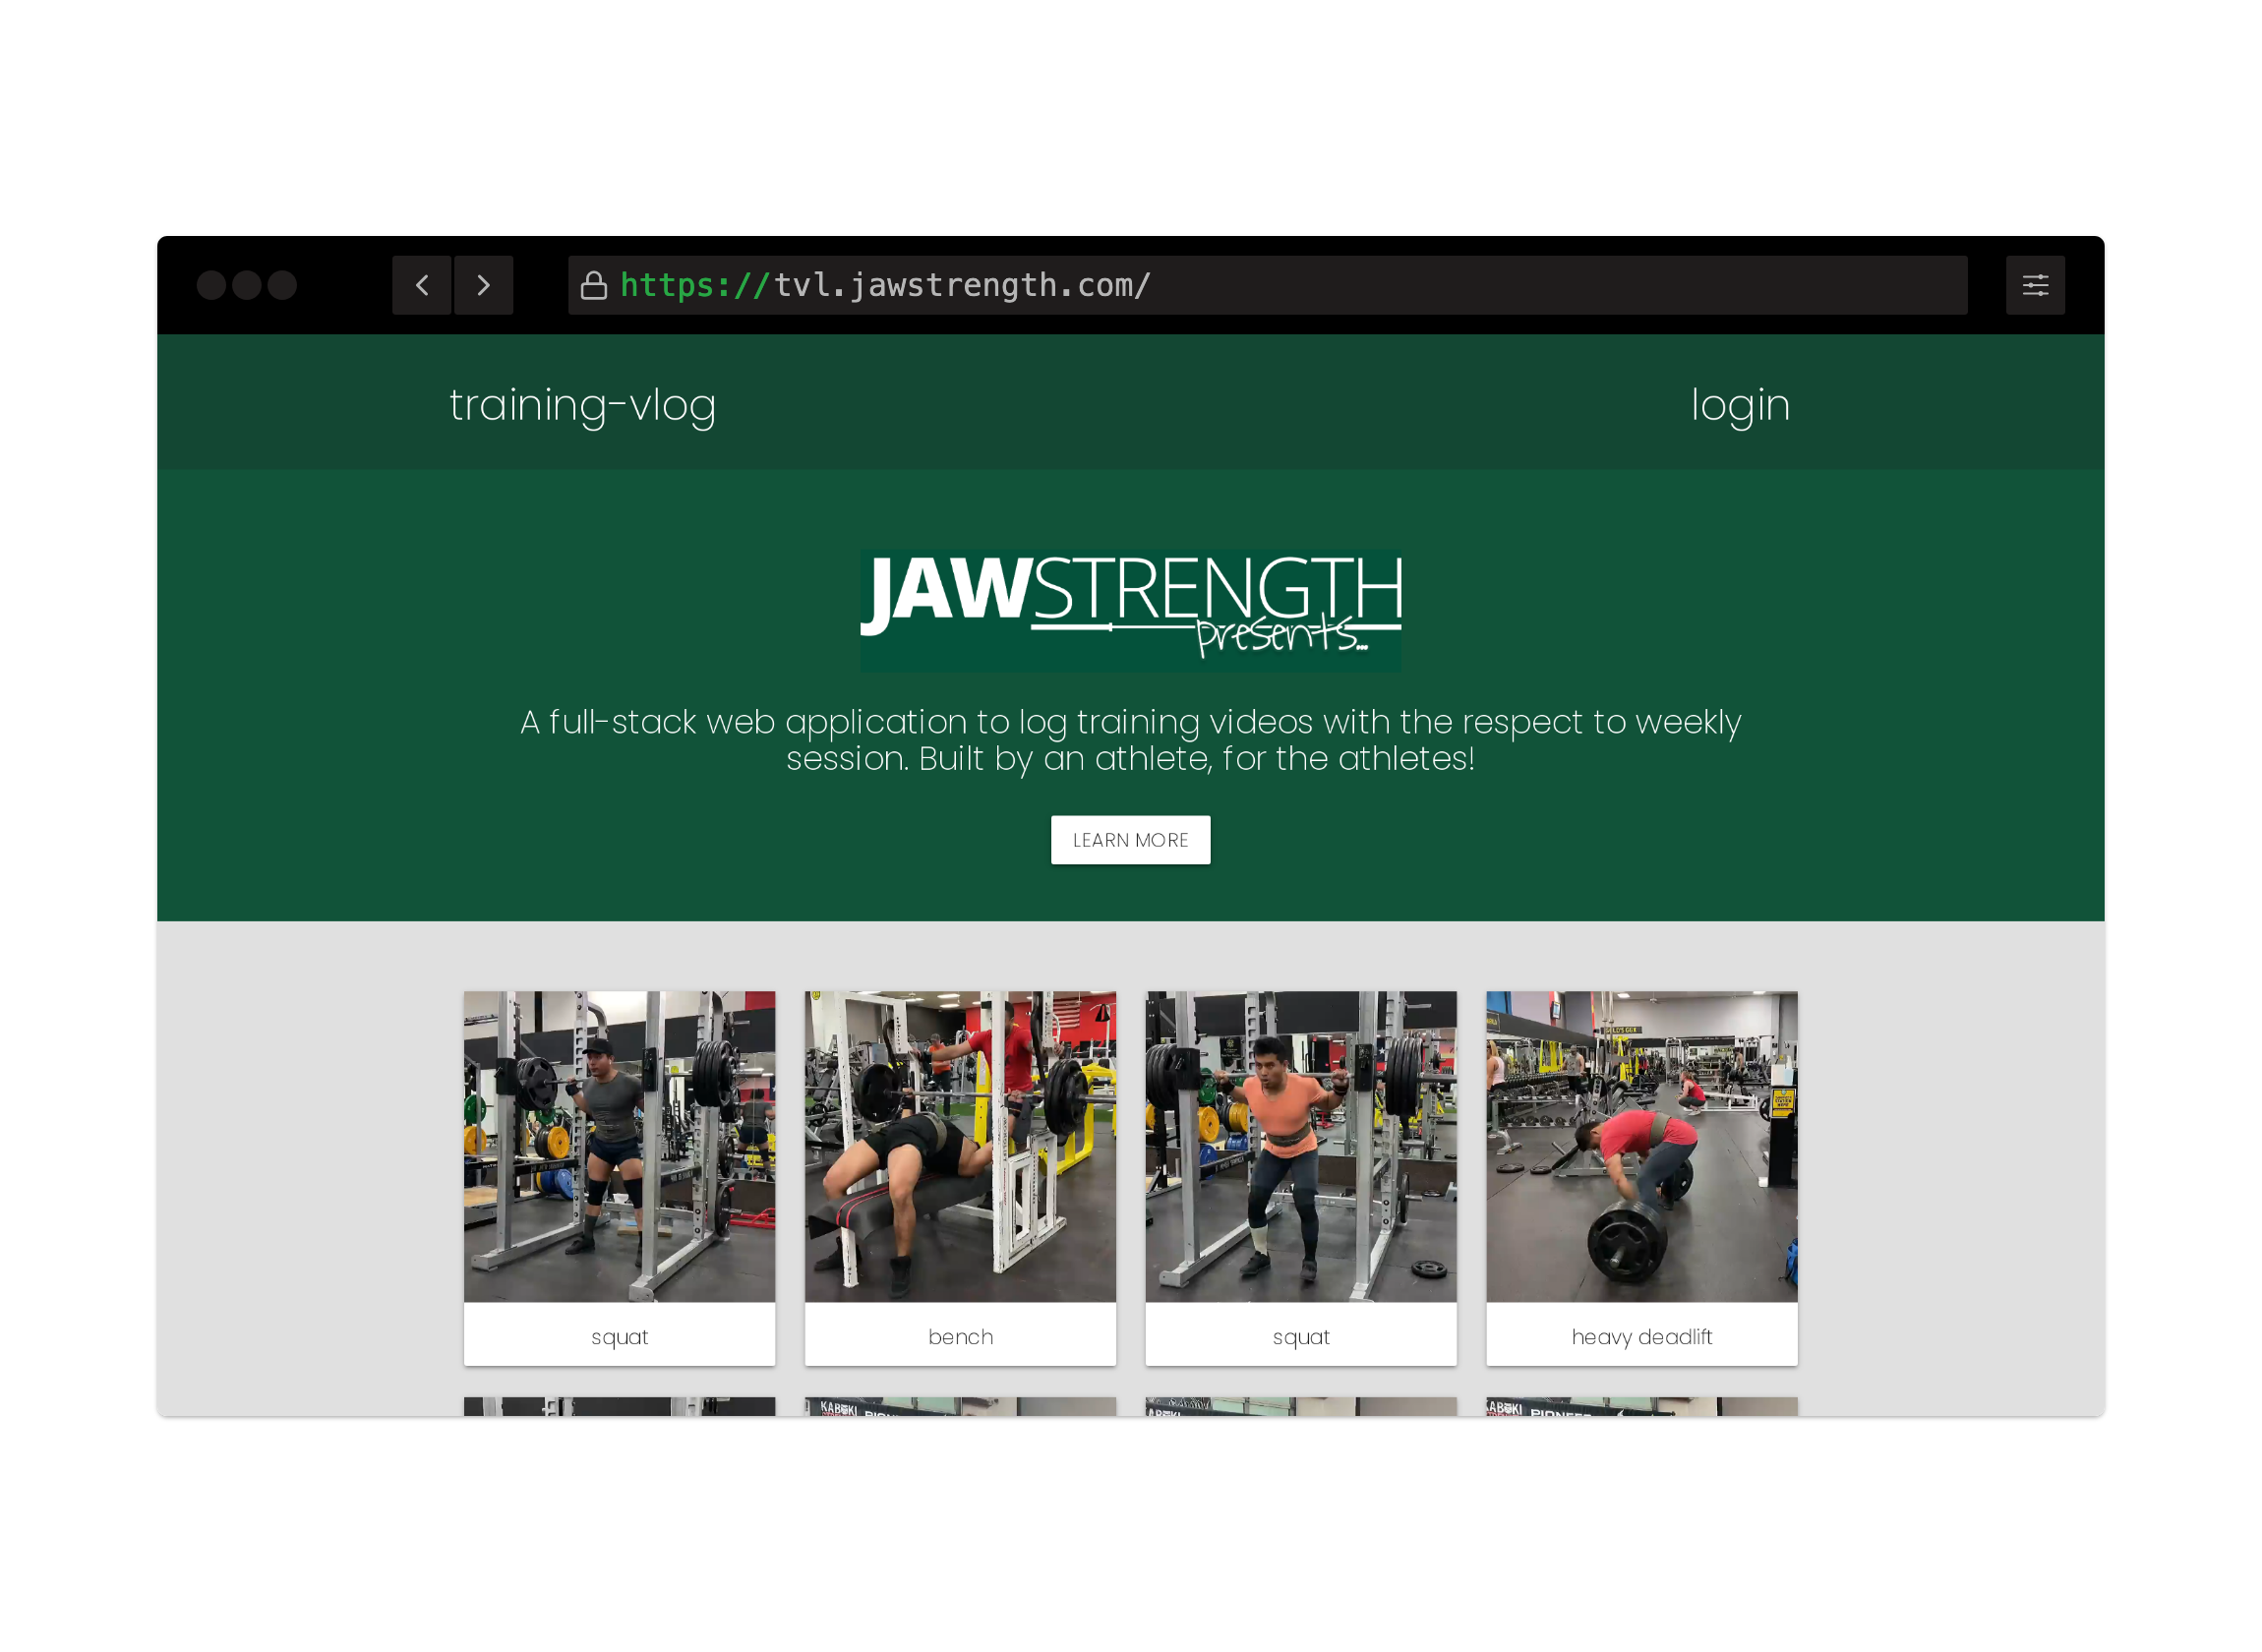 https://tvl.jawstrength.com/
training-vlog
login
JAWSTRENGTH
presents...
A full-stack web application to log training videos with the respect to weekly
session. Built by an athlete, for the athletes!
LEARN MORE
squat
bench
squat
heavy deadlift